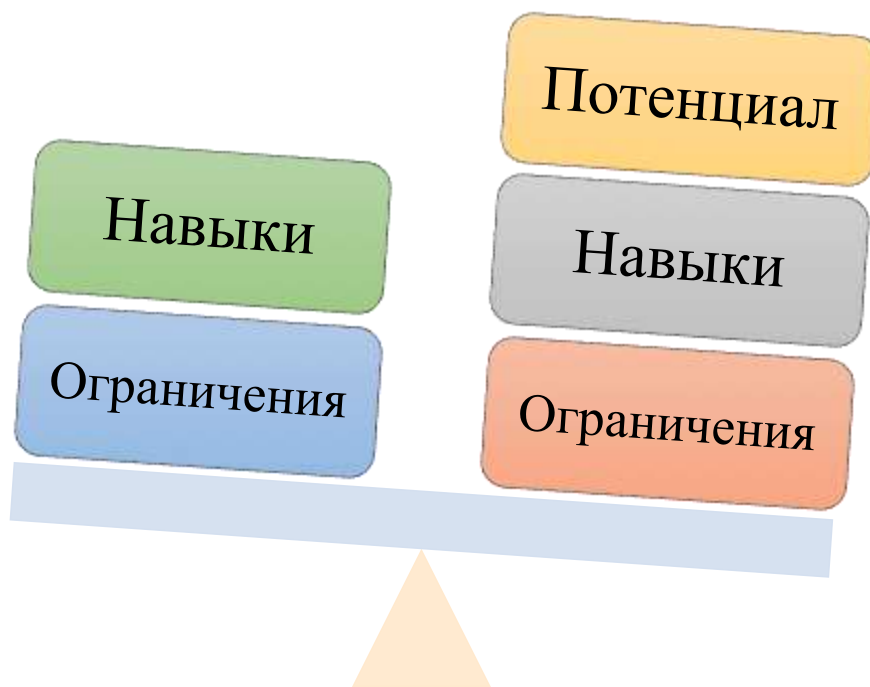 Потенциал
Навыки
Навыки
Ограничения
Ограничения